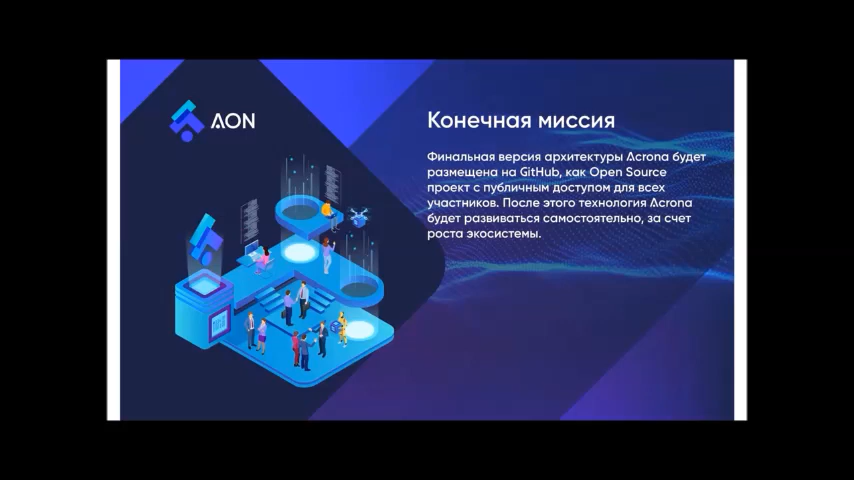 AON
Конечная миссия
Финальная версия архитектуры Acrona будет
размещена на GitHub, как Open Source
проект с публичным доступом для всех
участников. После этого технология Acrona
будет развиваться самостоятельно, за счет
роста экосистемы.